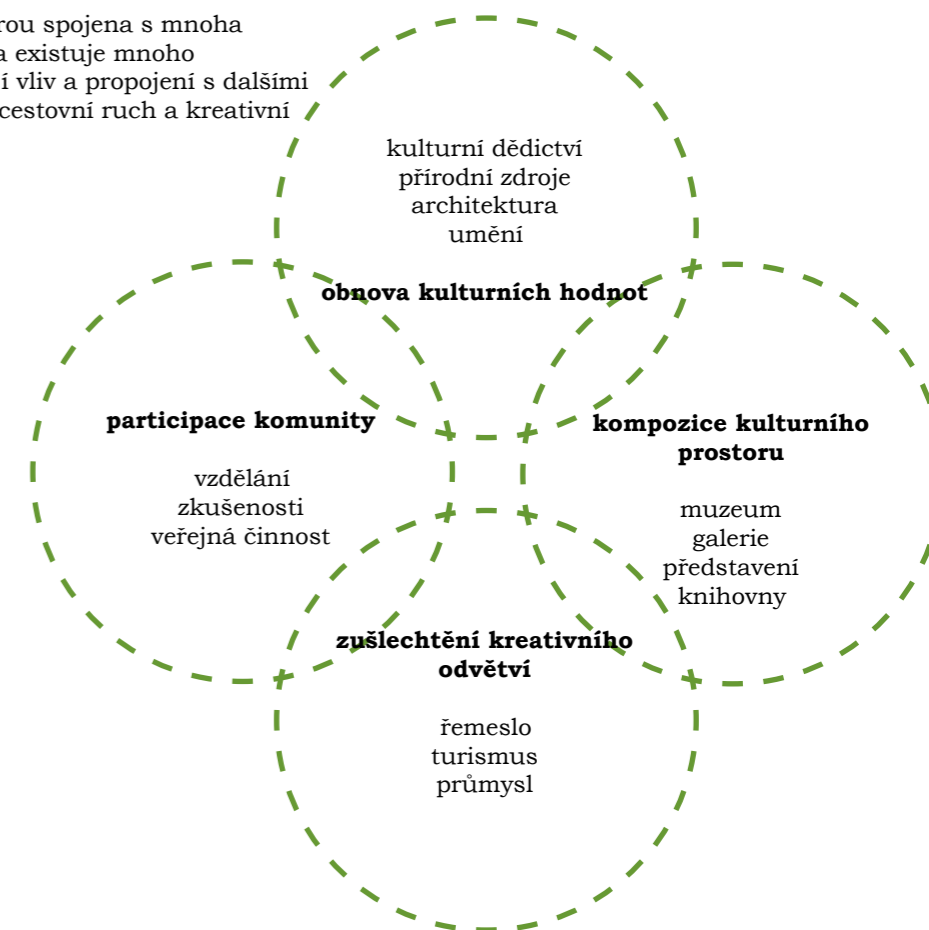 rou spojena s mnoha
a existuje mnoho
í vliv a propojení s dalšími
cestovní ruch a kreativní
kulturní dědictví
přírodní zdroje
architektura
umění
obnova kulturních hodnot
participace komunity
vzdělání
zkušenosti
veřejná činnost
kompozice kulturního
prostoru
muzeum
galerie
představení
knihovny
zušlechtění kreativního
odvětví
řemeslo
turismus
průmysl